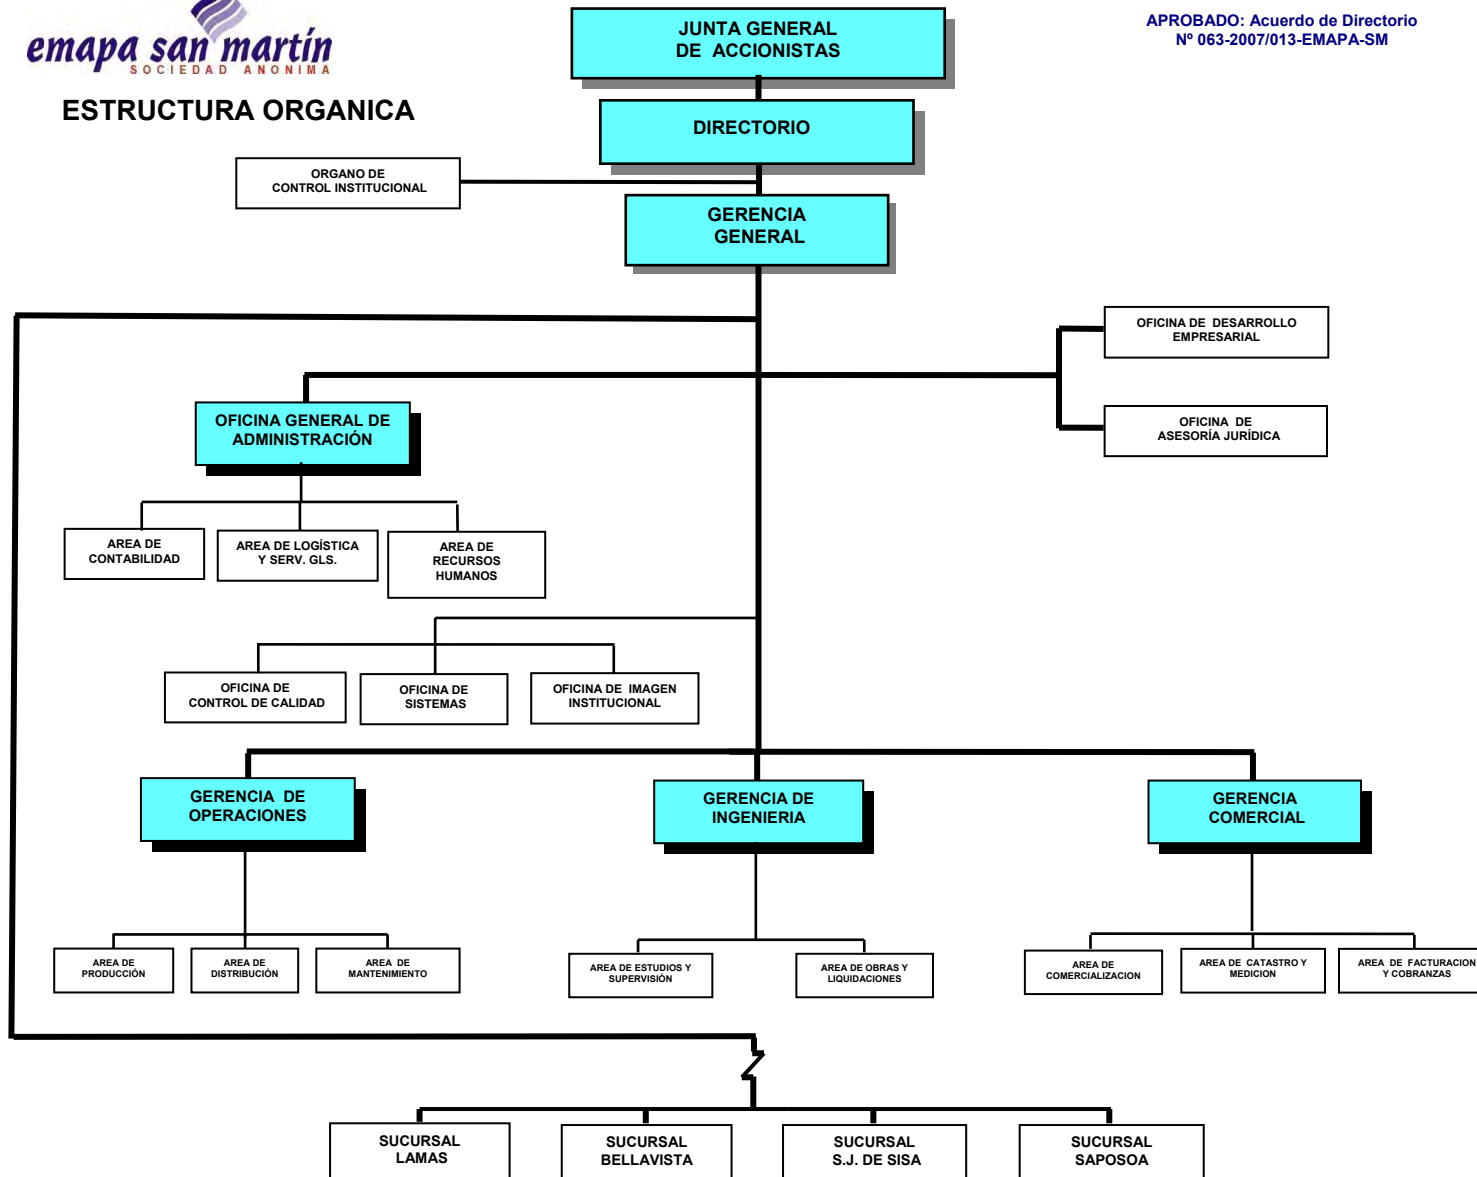 emapa san martín
SOCIEDAD ANONIMA
ESTRUCTURA ORGANICA
APROBADO: Acuerdo de Directorio
Nº 063-2007/013-EMAPA-SM
JUNTA GENERAL
DE ACCIONISTAS
DIRECTORIO
ORGANO DE
CONTROL INSTITUCIONAL
GERENCIA
GENERAL
OFICINA DE DESARROLLO
EMPRESARIAL
OFICINA DE
ASESORÍA JURÍDICA
OFICINA GENERAL DE
ADMINISTRACIÓN
AREA DE
CONTABILIDAD
AREA DE LOGÍSTICA
Y SERV. GLS.
AREA DE
RECURSOS
HUMANOS
OFICINA DE
CONTROL DE CALIDAD
OFICINA DE
SISTEMAS
OFICINA DE IMAGEN
INSTITUCIONAL
GERENCIA DE
OPERACIONES
GERENCIA DE
INGENIERIA
GERENCIA
COMERCIAL
AREA DE
PRODUCCIÓN
AREA DE
DISTRIBUCIÓN
AREA DE
MANTENIMIENTO
AREA DE ESTUDIOS Y
SUPERVISIÓN
AREA DE OBRAS Y
LIQUIDACIONES
AREA DE
COMERCIALIZACION
AREA DE CATASTRO Y
MEDICION
AREA DE FACTURACION
Y COBRANZAS
SUCURSAL
LAMAS
SUCURSAL
BELLAVISTA
SUCURSAL
S.J. DE SISA
SUCURSAL
SAPOSOA